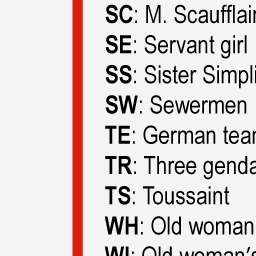 SC: M. Scaufflair
SE: Servant girl
SS: Sister Simpli
SW: Sewermen
TE: German tea
TR: Three genda
TS: Toussaint
WH: Old woman
WI: Old woman's